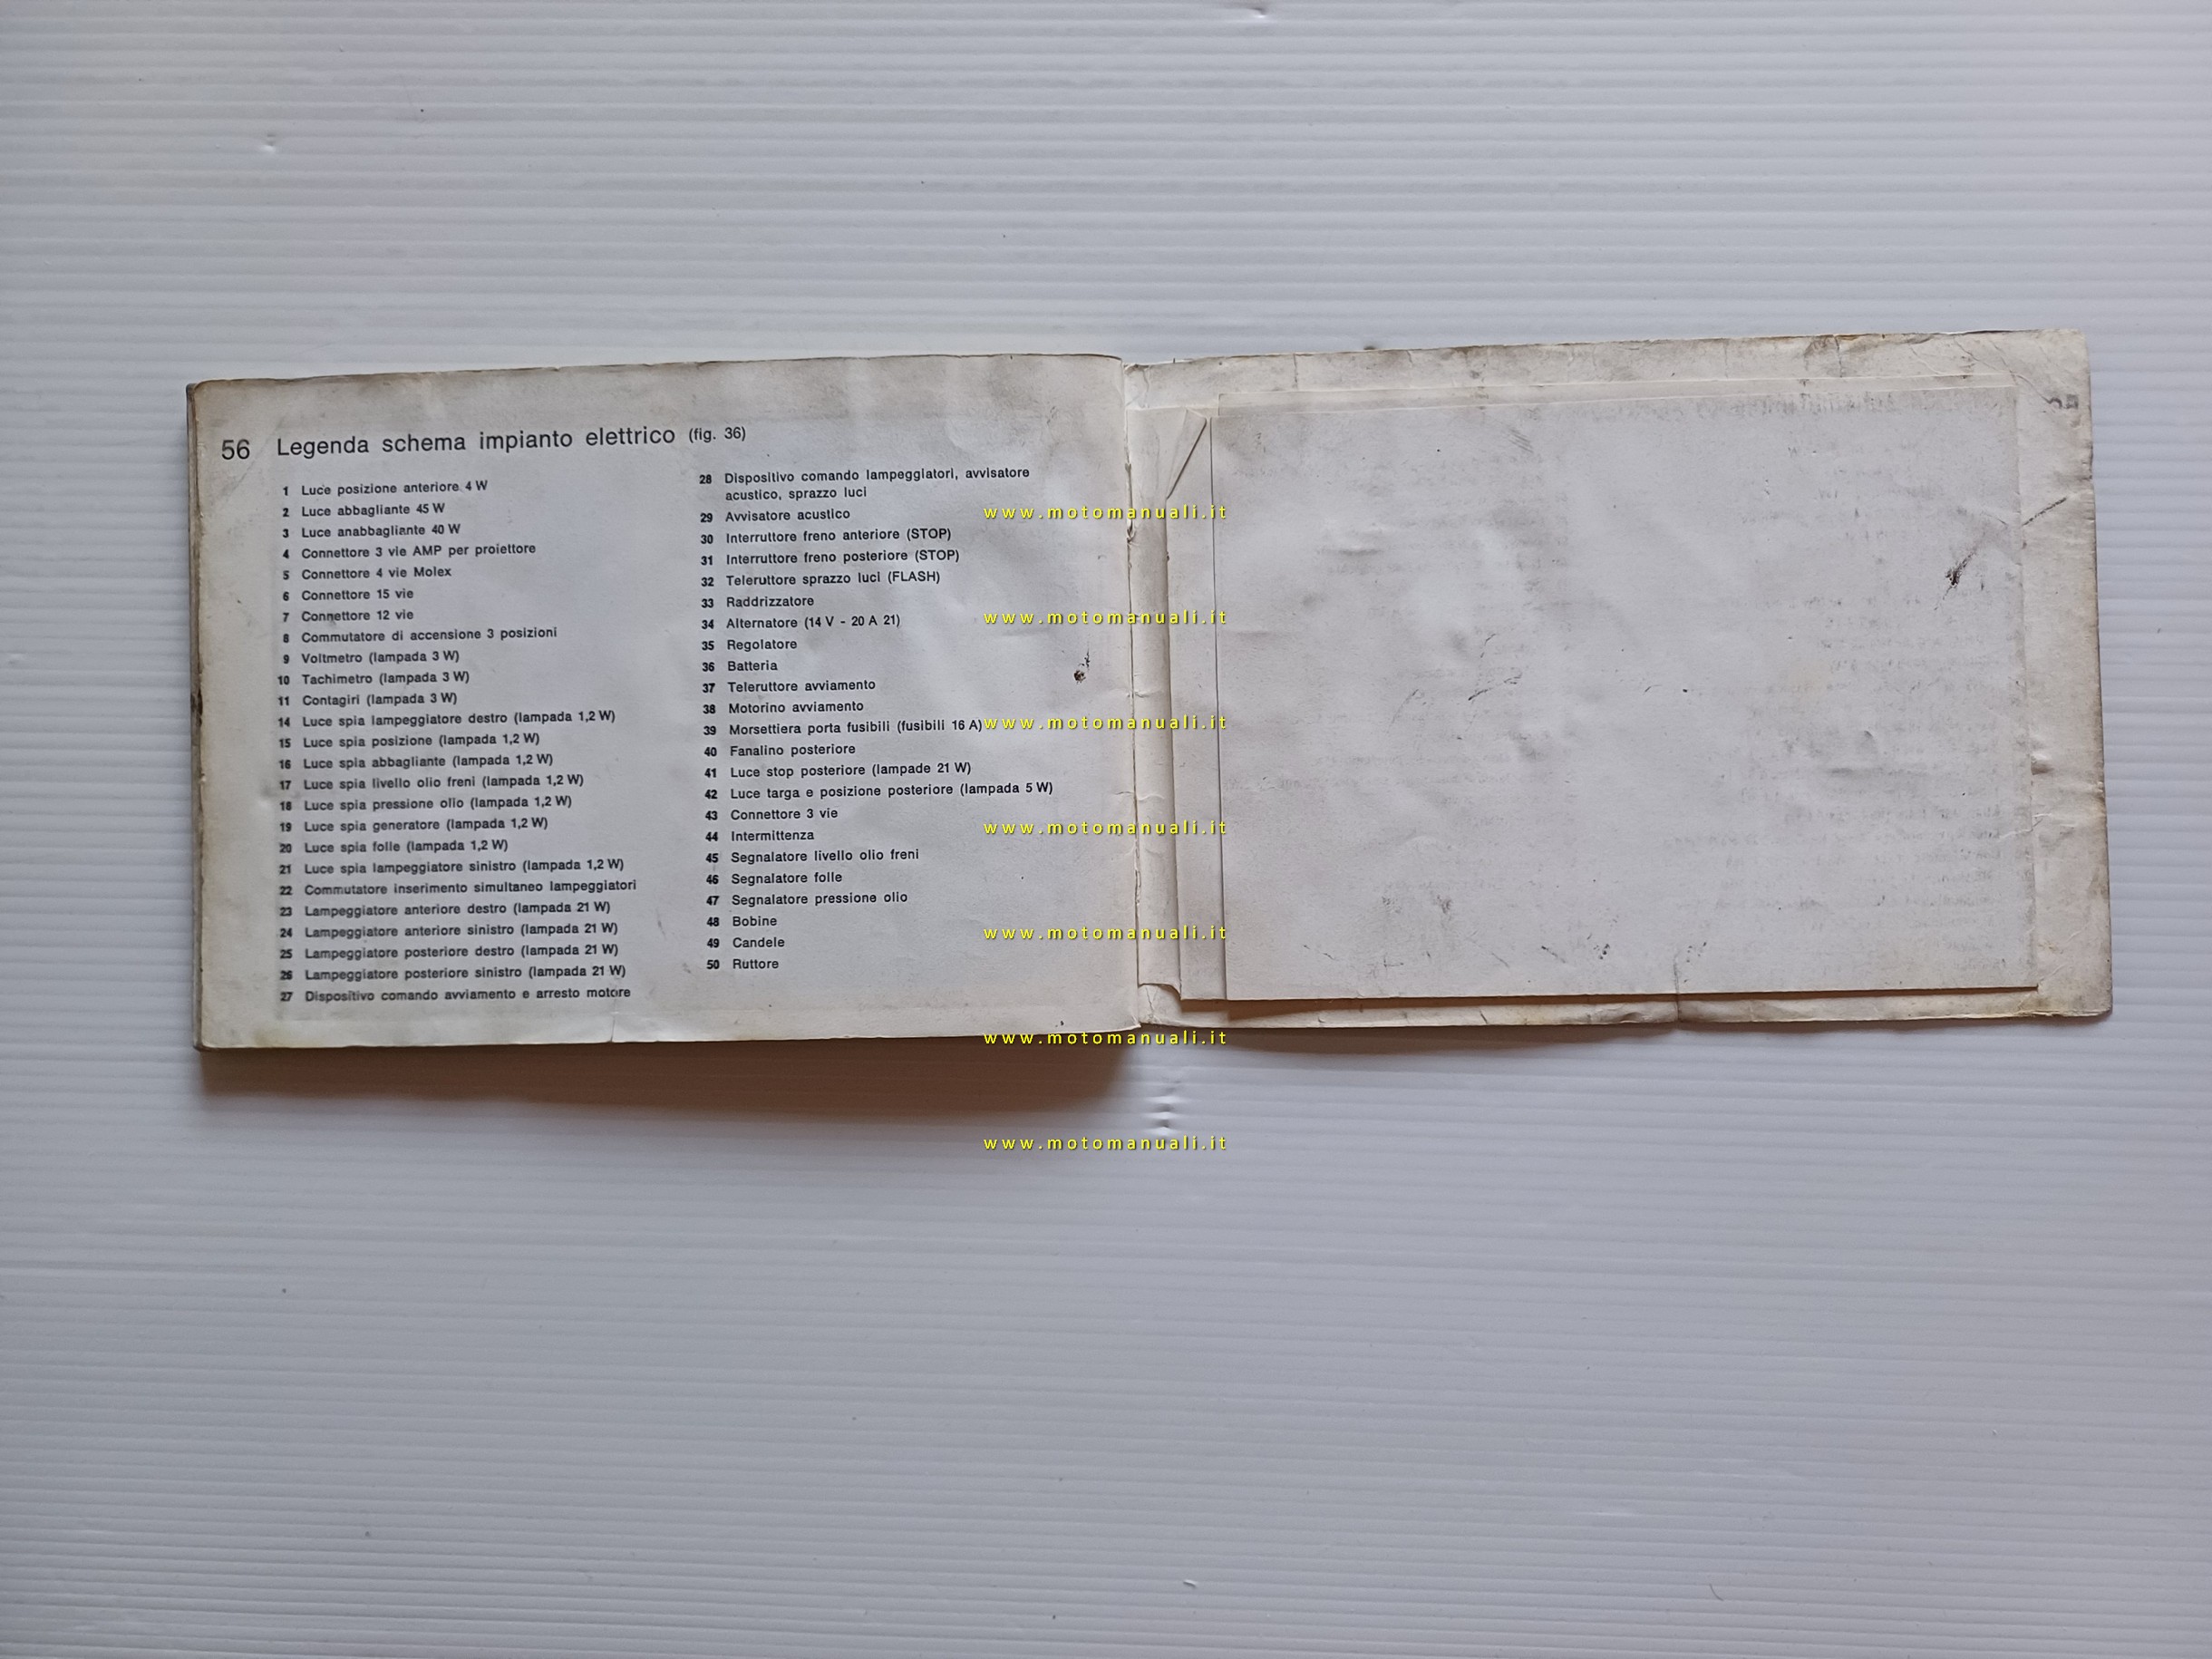 56 Legenda schema impianto elettrico (fig. 36)
1 Luce posizione anteriore 4 W
2 Luce abbagliante 45 W
3 Luce anabbagliante 40 W
4 Connettore 3 vie AMP per proiettore
5 Connettore 4 vie Molex
6 Connettore 15 vie
7 Connettore 12 vie
8 Commutatore di accensione 3 posizioni
9 Voltmetro (lampada 3 W)
10 Tachimetro (lampada 3 W)
11 Contagiri (lampada 3 W)
14 Luce spia lampeggiatore destro (lampada 1,2 W)
15 Luce spia posizione (lampada 1,2 W)
16 Luce spia abbagliante (lampada 1,2 W)
17 Luce spia livello olio freni (lampada 1,2 W)
18 Luce spia pressione olio (lampada 1,2 W)
19 Luce spia generatore (lampada 1,2 W)
20 Luce spia folle (lampada 1,2 W)
21 Luce spia lampeggiatore sinistro (lampada 1,2 W)
22 Commutatore inserimento simultaneo lampeggiatori
23 Lampeggiatore anteriore destro (lampada 21 W)
24 Lampeggiatore anteriore sinistro (lampada 21 W)
25 Lampeggiatore posteriore destro (lampada 21 W)
26 Lampeggiatore posteriore sinistro (lampada 21 W)
27 Dispositivo comando avviamento e arresto motore
28 Dispositivo comando lampeggiatori, avvisatore
acustico, sprazzo luci
29 Avvisatore acustico
30 Interruttore freno anteriore (STOP)
31 Interruttore freno posteriore (STOP)
32 Teleruttore sprazzo luci (FLASH)
33 Raddrizzatore
34 Alternatore (14 V - 20 A 21)
35 Regolatore
36 Batteria
37 Teleruttore avviamento
38 Motorino avviamento
39 Morsettiera porta fusibili (fusibili 16 A)
40 Fanalino posteriore
41 Luce stop posteriore (lampade 21 W)
42 Luce targa e posizione posteriore (lampada 5 W)
43 Connettore 3 vie
44 Intermittenza
45 Segnalatore livello olio freni
46 Segnalatore folle
47 Segnalatore pressione olio
48 Bobine
49 Candele
50 Ruttore
www.motomanuali.it
www.motomanuali.it
www.motomanuali.it
www.motomanuali.it
www.motomanuali.it
www.motomanuali.it
www.motomanuali.it